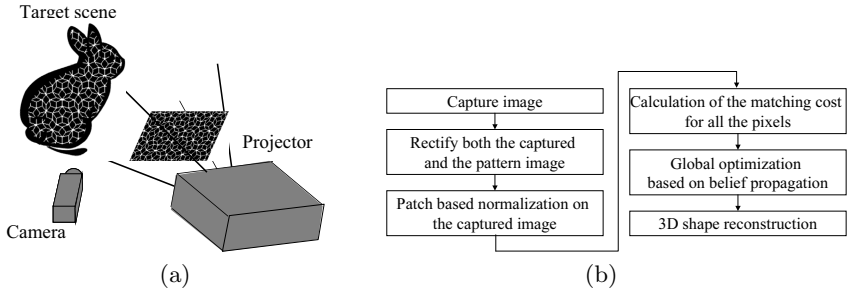 Target scene
Projector
Camera
(a)
Capture image
Rectify both the captured
and the pattern image
Patch based normalization on
the captured image
Calculation of the matching cost
for all the pixels
Global optimization
based on belief propagation
3D shape reconstruction
(b)